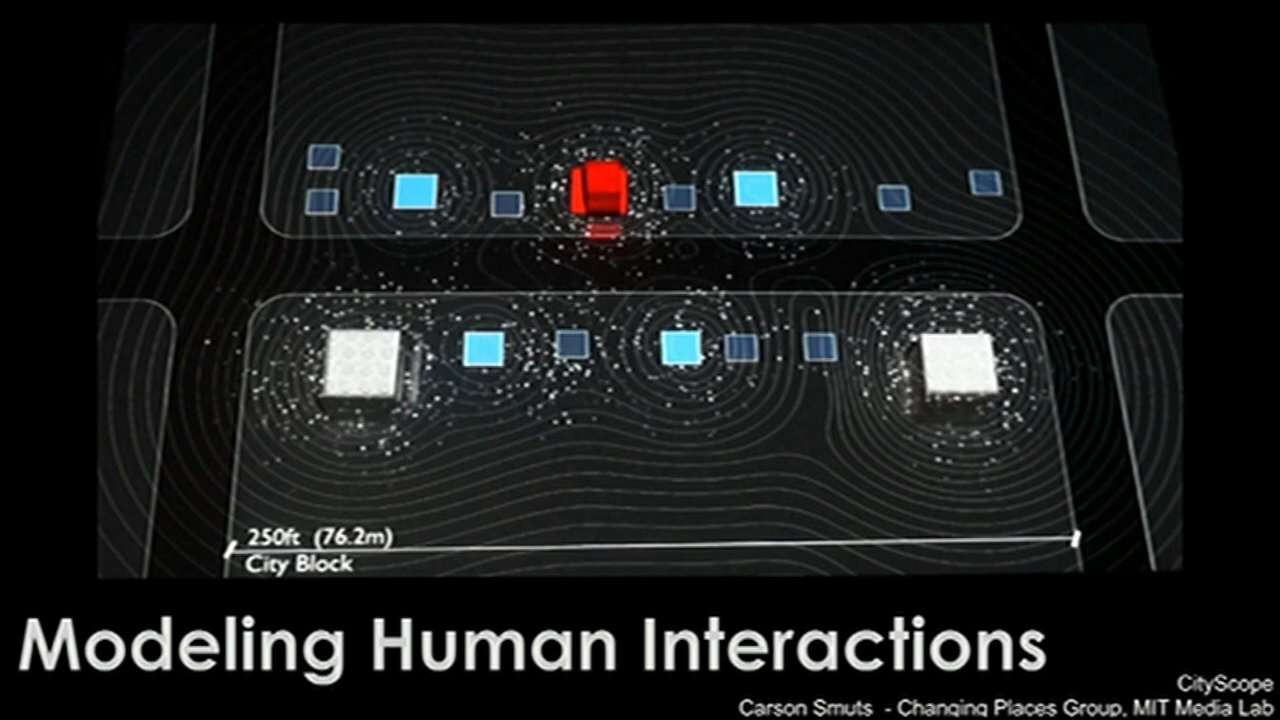 250ft (76.2m)
City Block
Modeling Human Interactions
CityScope
Carson Smuts - Changing Places Group, MIT Media Lab